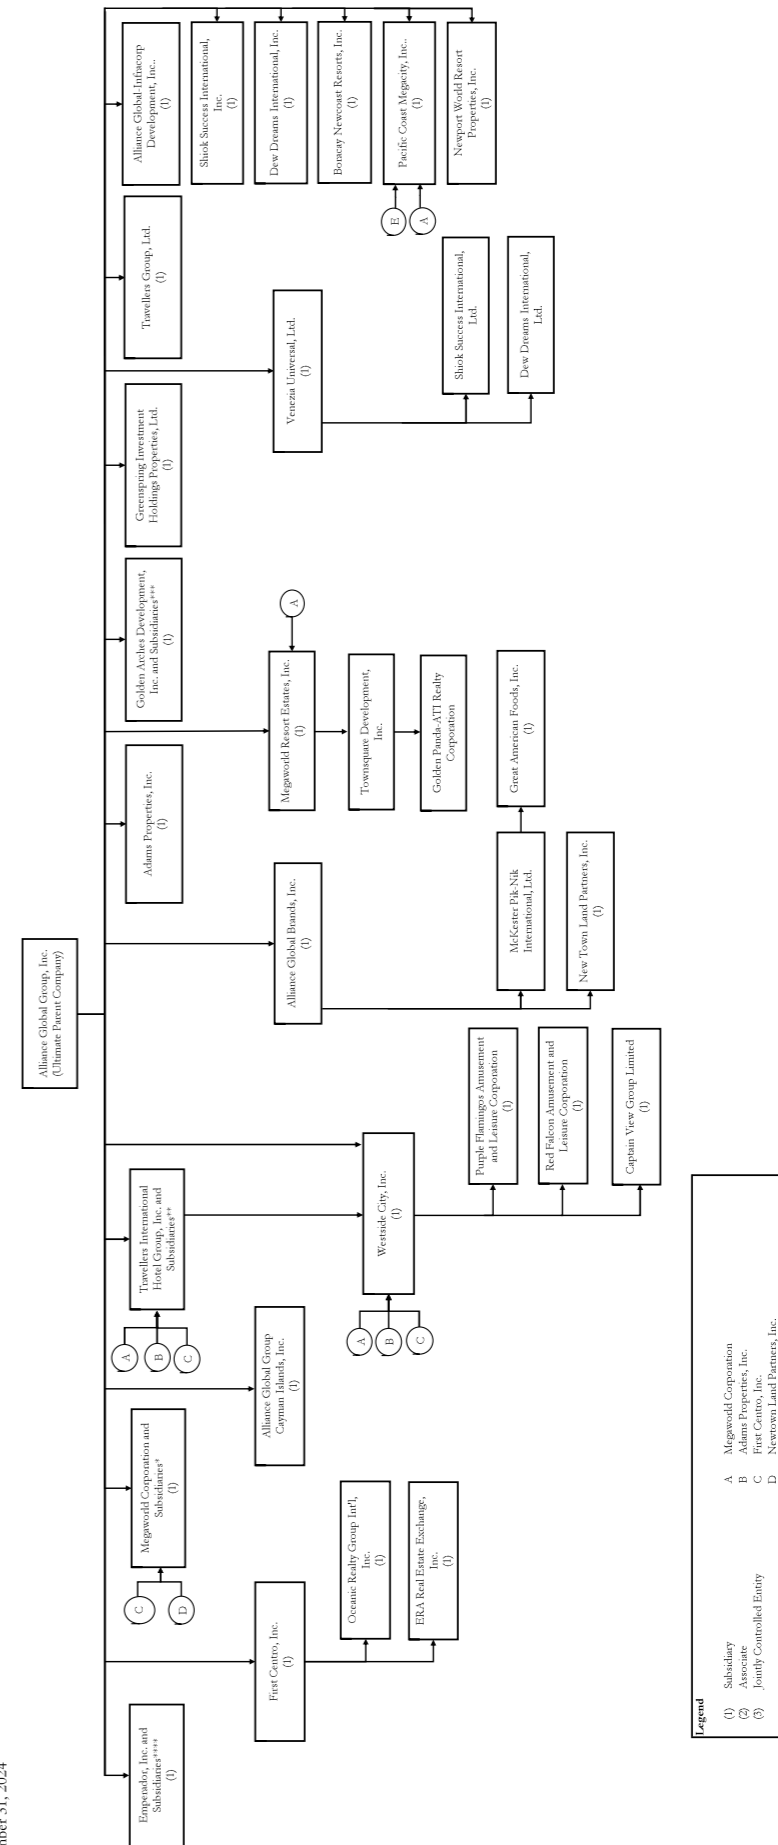 mber 31, 2024
Alliance Global Group, Inc.
(Ultimate Parent Company)
Emperador, Inc. and
Subsidiaries****
(1)
C
D
Megaworld Corporation and
Subsidiaries*
(1)
A
B
C
Travellers International
Hotel Group, Inc. and
Subsidiaries**
(1)
Adams Properties, Inc.
(1)
Golden Arches Development,
Inc. and Subsidiaries***
(1)
Greenspring Investment
Holdings Properties, Ltd.
(1)
Travellers Group, Ltd.
(1)
Alliance Global-Infracorp
Development, Inc..
(1)
Shiok Success International,
Inc.
(1)
Dew Dreams International, Inc.
(1)
Boracay Newcoast Resorts, Inc.
(1)
E
A
Pacific Coast Megacity, Inc..
(1)
Newport World Resort
Properties, Inc.
(1)
First Centro, Inc.
(1)
Oceanic Realty Group Int'l,
Inc.
(1)
ERA Real Estate Exchange,
Inc.
(1)
Alliance Global Group
Cayman Islands, Inc.
(1)
A
B
C
Westside City, Inc.
(1)
Purple Flamingos Amusement
and Leisure Corporation
(1)
Red Falcon Amusement and
Leisure Corporation
(1)
Captain View Group Limited
(1)
Alliance Global Brands, Inc.
(1)
McKester Pik-Nik
International, Ltd.
Great American Foods, Inc.
(1)
New Town Land Partners, Inc.
(1)
Megaworld Resort Estates, Inc.
(1)
A
Townsquare Development,
Inc.
Golden Panda-ATI Realty
Corporation
Venezia Universal, Ltd.
(1)
Shiok Success International,
Ltd.
Dew Dreams International,
Ltd.
Legend
(1) Subsidiary
(2) Associate
(3) Jointly Controlled Entity
A Megaworld Corporation
B Adams Properties, Inc.
C First Centro, Inc.
D Newtown Land Partners, Inc.